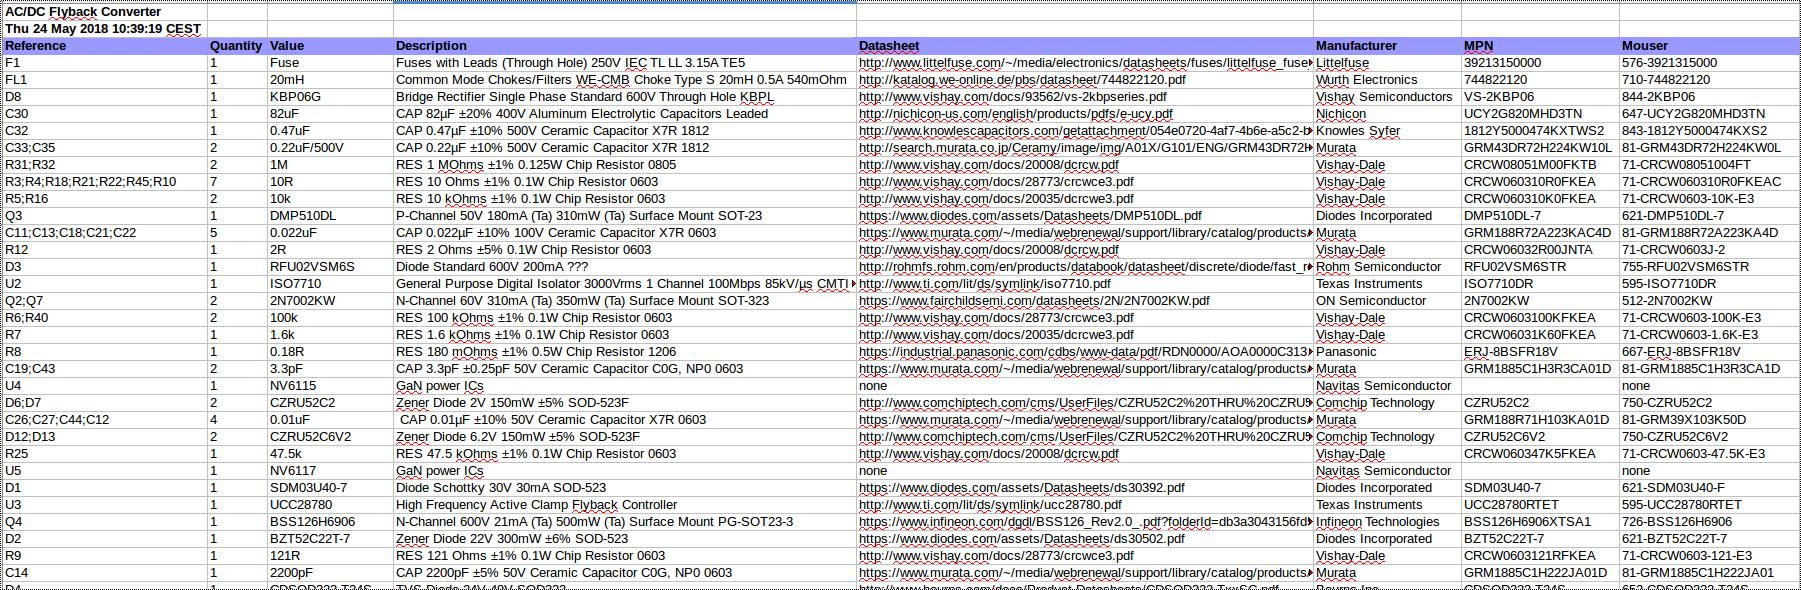 AC/DC Flyback Converter
Thu 24 May 2018 10:39:19 CEST
Reference Quantity Value Description Datasheet Manufacturer MPN Mouser
F1 1 Fuse Fuses with Leads (Through Hole) 250V IEC TL LL 3.15A TE5 http://www.littelfuse.com/~/media/electronics/datasheets/fuses/littelfuse_fuse Littelfuse 39213150000 576-3921315000
FL1 1 20mH Common Mode Chokes/Filters WE-CMB Choke Type S 20mH 0.5A 540mOhm http://katalog.we-online.de/pbs/datasheet/744822120.pdf Wurth Electronics 744822120 710-744822120
D8 1 KBP06G Bridge Rectifier Single Phase Standard 600V Through Hole KBPL http://www.vishay.com/docs/93562/vs-2kbpseries.pdf Vishay Semiconductors VS-2KBP06 844-2KBP06
C30 1 82uF CAP 82µF ±20% 400V Aluminum Electrolytic Capacitors Leaded http://nichicon-us.com/english/products/pdfs/e-ucy.pdf Nichicon UCY2G820MHD3TN 647-UCY2G820MHD3TN
C32 1 0.47uF CAP 0.47µF ±10% 500V Ceramic Capacitor X7R 1812 http://www.knowlescapacitors.com/getattachment/054e0720-4af7-4b6e-a5c2-b Knowles Syfer 1812Y5000474KXTWS2 843-1812Y5000474KXS2
C33;C35 2 0.22uF/500V CAP 0.22µF ±10% 500V Ceramic Capacitor X7R 1812 http://search.murata.co.jp/Ceramy/image/img/A01X/G101/ENG/GRM43DR72H Murata GRM43DR72H224KW10L 81-GRM43DR72H224KW0L
R31;R32 2 1M RES 1 MOhms ±1% 0.125W Chip Resistor 0805 http://www.vishay.com/docs/20008/dcrcw.pdf Vishay-Dale CRCW08051M00FKTB 71-CRCW08051004FT
R3;R4;R18;R21;R22;R45;R10 7 10R RES 10 Ohms ±1% 0.1W Chip Resistor 0603 http://www.vishay.com/docs/28773/crcwce3.pdf Vishay-Dale CRCW060310R0FKEA 71-CRCW060310R0FKEAC
R5;R16 2 10k RES 10 kOhms ±1% 0.1W Chip Resistor 0603 http://www.vishay.com/docs/20035/dcrcwe3.pdf Vishay-Dale CRCW060310K0FKEA 71-CRCW0603-10K-E3
Q3 1 DMP510DL P-Channel 50V 180mA (Ta) 310mW (Ta) Surface Mount SOT-23 https://www.diodes.com/assets/Datasheets/DMP510DL.pdf Diodes Incorporated DMP510DL-7 621-DMP510DL-7
C11;C13;C18;C21;C22 5 0.022uF CAP 0.022µF ±10% 100V Ceramic Capacitor X7R 0603 https://www.murata.com/~/media/webrenewal/support/library/catalog/products/ Murata GRM188R72A223KAC4D 81-GRM188R72A223KA4D
R12 1 2R RES 2 Ohms ±5% 0.1W Chip Resistor 0603 http://www.vishay.com/docs/20008/dcrcw.pdf Vishay-Dale CRCW06032R00JNTA 71-CRCW0603J-2
D3 1 RFU02VSM6S Diode Standard 600V 200mA ??? http://rohmfs.rohm.com/en/products/databook/datasheet/discrete/diode/fast_r Rohm Semiconductor RFU02VSM6STR 755-RFU02VSM6STR
U2 1 ISO7710 General Purpose Digital Isolator 3000Vrms 1 Channel 100Mbps 85kV/µs CMTI http://www.ti.com/lit/ds/symlink/iso7710.pdf Texas Instruments ISO7710DR 595-ISO7710DR
Q2;Q7 2 2N7002KW N-Channel 60V 310mA (Ta) 350mW (Ta) Surface Mount SOT-323 https://www.fairchildsemi.com/datasheets/2N/2N7002KW.pdf ON Semiconductor 2N7002KW 512-2N7002KW
R6;R40 2 100k RES 100 kOhms ±1% 0.1W Chip Resistor 0603 http://www.vishay.com/docs/28773/crcwce3.pdf Vishay-Dale CRCW0603100KFKEA 71-CRCW0603-100K-E3
R7 1 1.6k RES 1.6 kOhms ±1% 0.1W Chip Resistor 0603 http://www.vishay.com/docs/20035/dcrcwe3.pdf Vishay-Dale CRCW06031K60FKEA 71-CRCW0603-1.6K-E3
R8 1 0.18R RES 180 mOhms ±1% 0.5W Chip Resistor 1206 https://industrial.panasonic.com/cdbs/www-data/pdf/RDN0000/AOA0000C313 Panasonic ERJ-8BSFR18V 667-ERJ-8BSFR18V
C19;C43 2 3.3pF CAP 3.3pF ±0.25pF 50V Ceramic Capacitor C0G, NP0 0603 https://www.murata.com/~/media/webrenewal/support/library/catalog/products/ Murata GRM1885C1H3R3CA01D 81-GRM1885C1H3R3CA1D
U4 1 NV6115 GaN power ICs none Navitas Semiconductor none
D6;D7 2 CZRU52C2 Zener Diode 2V 150mW ±5% SOD-523F http://www.comchiptech.com/cms/UserFiles/CZRU52C2%20THRU%20CZRU5 Comchip Technology CZRU52C2 750-CZRU52C2
C26;C27;C44;C12 4 0.01uF CAP 0.01µF ±10% 50V Ceramic Capacitor X7R 0603 https://www.murata.com/~/media/webrenewal/support/library/catalog/products/ Murata GRM188R71H103KA01D 81-GRM39X103K50D
D12;D13 2 CZRU52C6V2 Zener Diode 6.2V 150mW ±5% SOD-523F http://www.comchiptech.com/cms/UserFiles/CZRU52C2%20THRU%20CZRU5 Comchip Technology CZRU52C6V2 750-CZRU52C6V2
R25 1 47.5k RES 47.5 kOhms ±1% 0.1W Chip Resistor 0603 http://www.vishay.com/docs/20008/dcrcw.pdf Vishay-Dale CRCW060347K5FKEA 71-CRCW0603-47.5K-E3
U5 1 NV6117 GaN power ICs none Navitas Semiconductor none
D1 1 SDM03U40-7 Diode Schottky 30V 30mA SOD-523 https://www.diodes.com/assets/Datasheets/ds30392.pdf Diodes Incorporated SDM03U40-7 621-SDM03U40-F
U3 1 UCC28780 High Frequency Active Clamp Flyback Controller http://www.ti.com/lit/ds/symlink/ucc28780.pdf Texas Instruments UCC28780RTET 595-UCC28780RTET
Q4 1 BSS126H6906 N-Channel 600V 21mA (Ta) 500mW (Ta) Surface Mount PG-SOT23-3 https://www.infineon.com/dgdl/BSS126_Rev2.0_.pdf?folderId=db3a3043156fd Infineon Technologies BSS126H6906XTSA1 726-BSS126H6906
D2 1 BZT52C22T-7 Zener Diode 22V 300mW ±6% SOD-523 https://www.diodes.com/assets/Datasheets/ds30502.pdf Diodes Incorporated BZT52C22T-7 621-BZT52C22T-7
R9 1 121R RES 121 Ohms ±1% 0.1W Chip Resistor 0603 http://www.vishay.com/docs/28773/crcwce3.pdf Vishay-Dale CRCW0603121RFKEA 71-CRCW0603-121-E3
C14 1 2200pF CAP 2200pF ±5% 50V Ceramic Capacitor C0G, NP0 0603 https://www.murata.com/~/media/webrenewal/support/library/catalog/products/ Murata GRM1885C1H222JA01D 81-GRM1885C1H222JA01